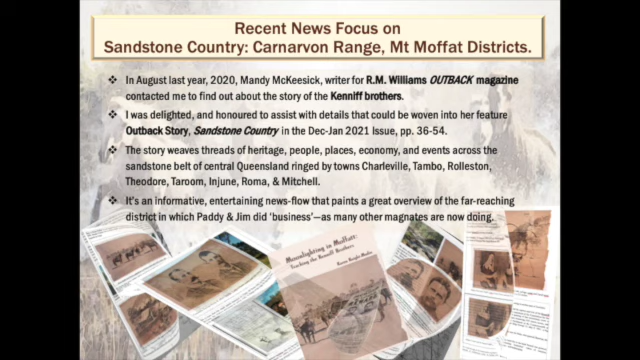 Recent News Focus on
Sandstone Country: Carnarvon Range, Mt Moffat Districts.
❖ In August last year, 2020, Mandy McKeesick, writer for R.M. Williams OUTBACK magazine
contacted me to find out about the story of the Kenniff brothers.
❖ I was delighted, and honoured to assist with details that could be woven into her feature
Outback Story, Sandstone Country in the Dec-Jan 2021 Issue, pp. 36-54.
❖ The story weaves threads of heritage, people, places, economy, and events across the
sandstone belt of central Queensland ringed by towns Charleville, Tambo, Rolleston,
Theodore, Taroom, Injune, Roma, & Mitchell.
❖ It's an informative, entertaining news-flow that paints a great overview of the far-reaching
district in which Paddy & Jim did 'business'—as many other magnates are now doing.
Moonlighting in Moffatt:
Tracking the Kenniff Brothers